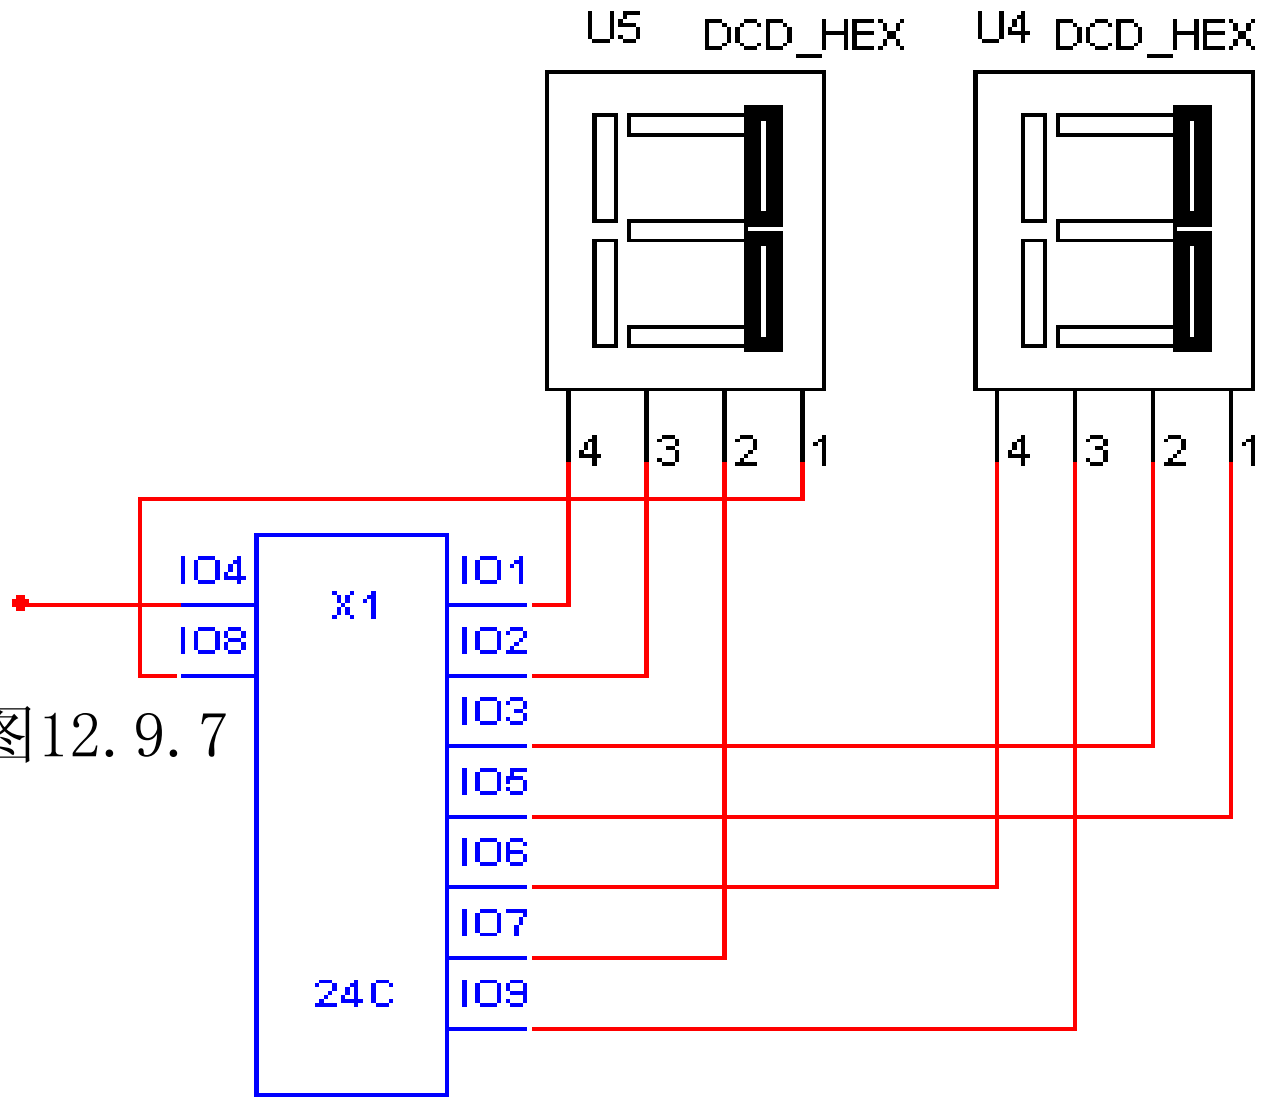 U5 DCD_HEX U4 DCD_HEX
4 3 2 1 4 3 2 1
IO4 X1 IO1
IO8 IO2
IO3
图12.9.7
IO5
IO6
IO7
24C IO9